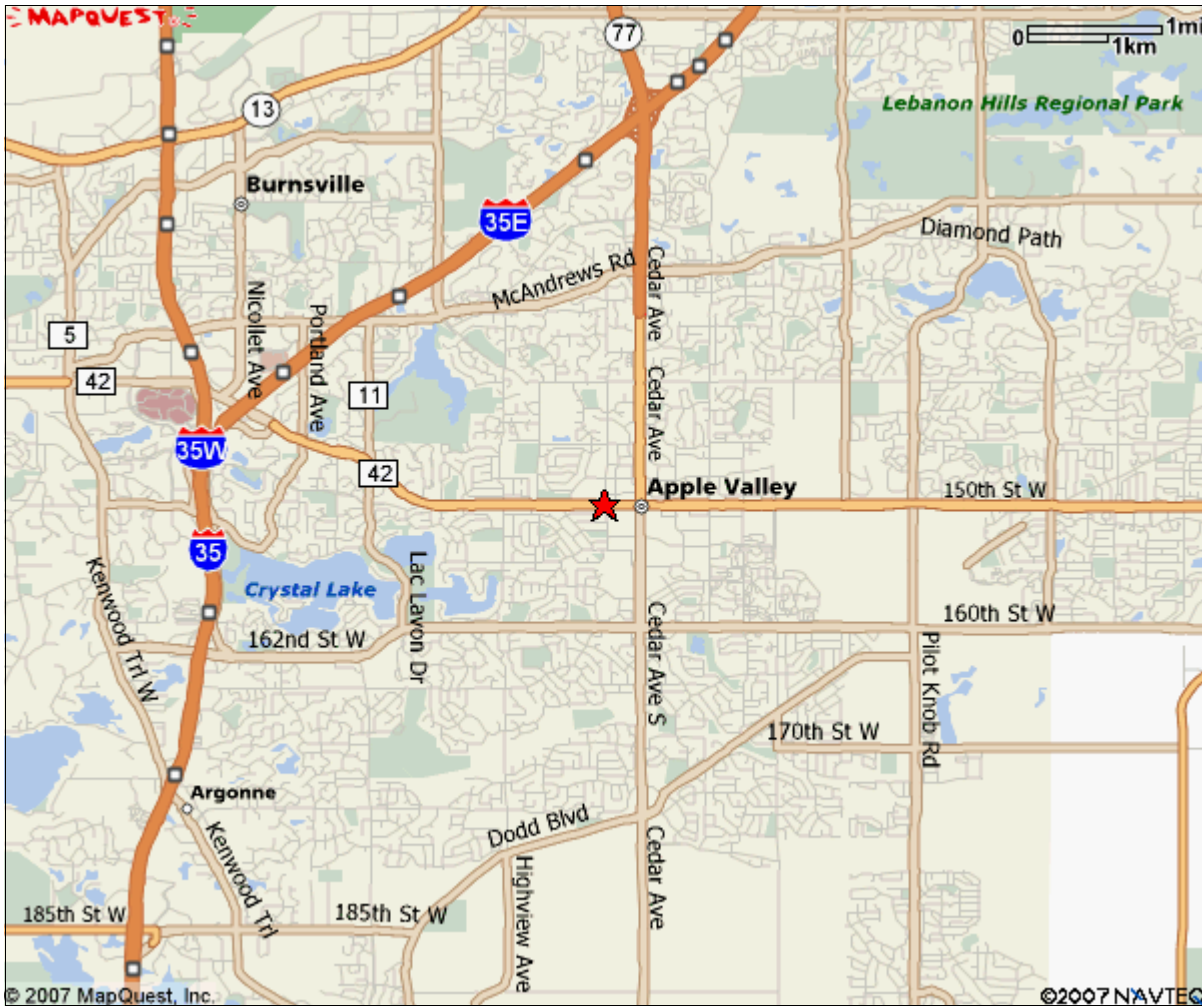 MAPQUEST
77
0
1mi
1km
13
Lebanon Hills Regional Park
Burnsville
35E
Diamond Path
McAndrews Rd
Cedar Ave
Nicollet Ave
Portland Ave
5
42
11
Cedar Ave
35W
42
Apple Valley
150th St W
35
Kenwood Trl W
Crystal Lake
Lac Lavon Dr
160th St W
162nd St W
Cedar Ave S
Pilot Knob Rd
170th St W
Argonne
Dodd Blvd
Kenwood Trl
Cedar Ave
Highview Ave
185th St W
185th St W
© 2007 MapQuest, Inc.
©2007 NAVTEQ